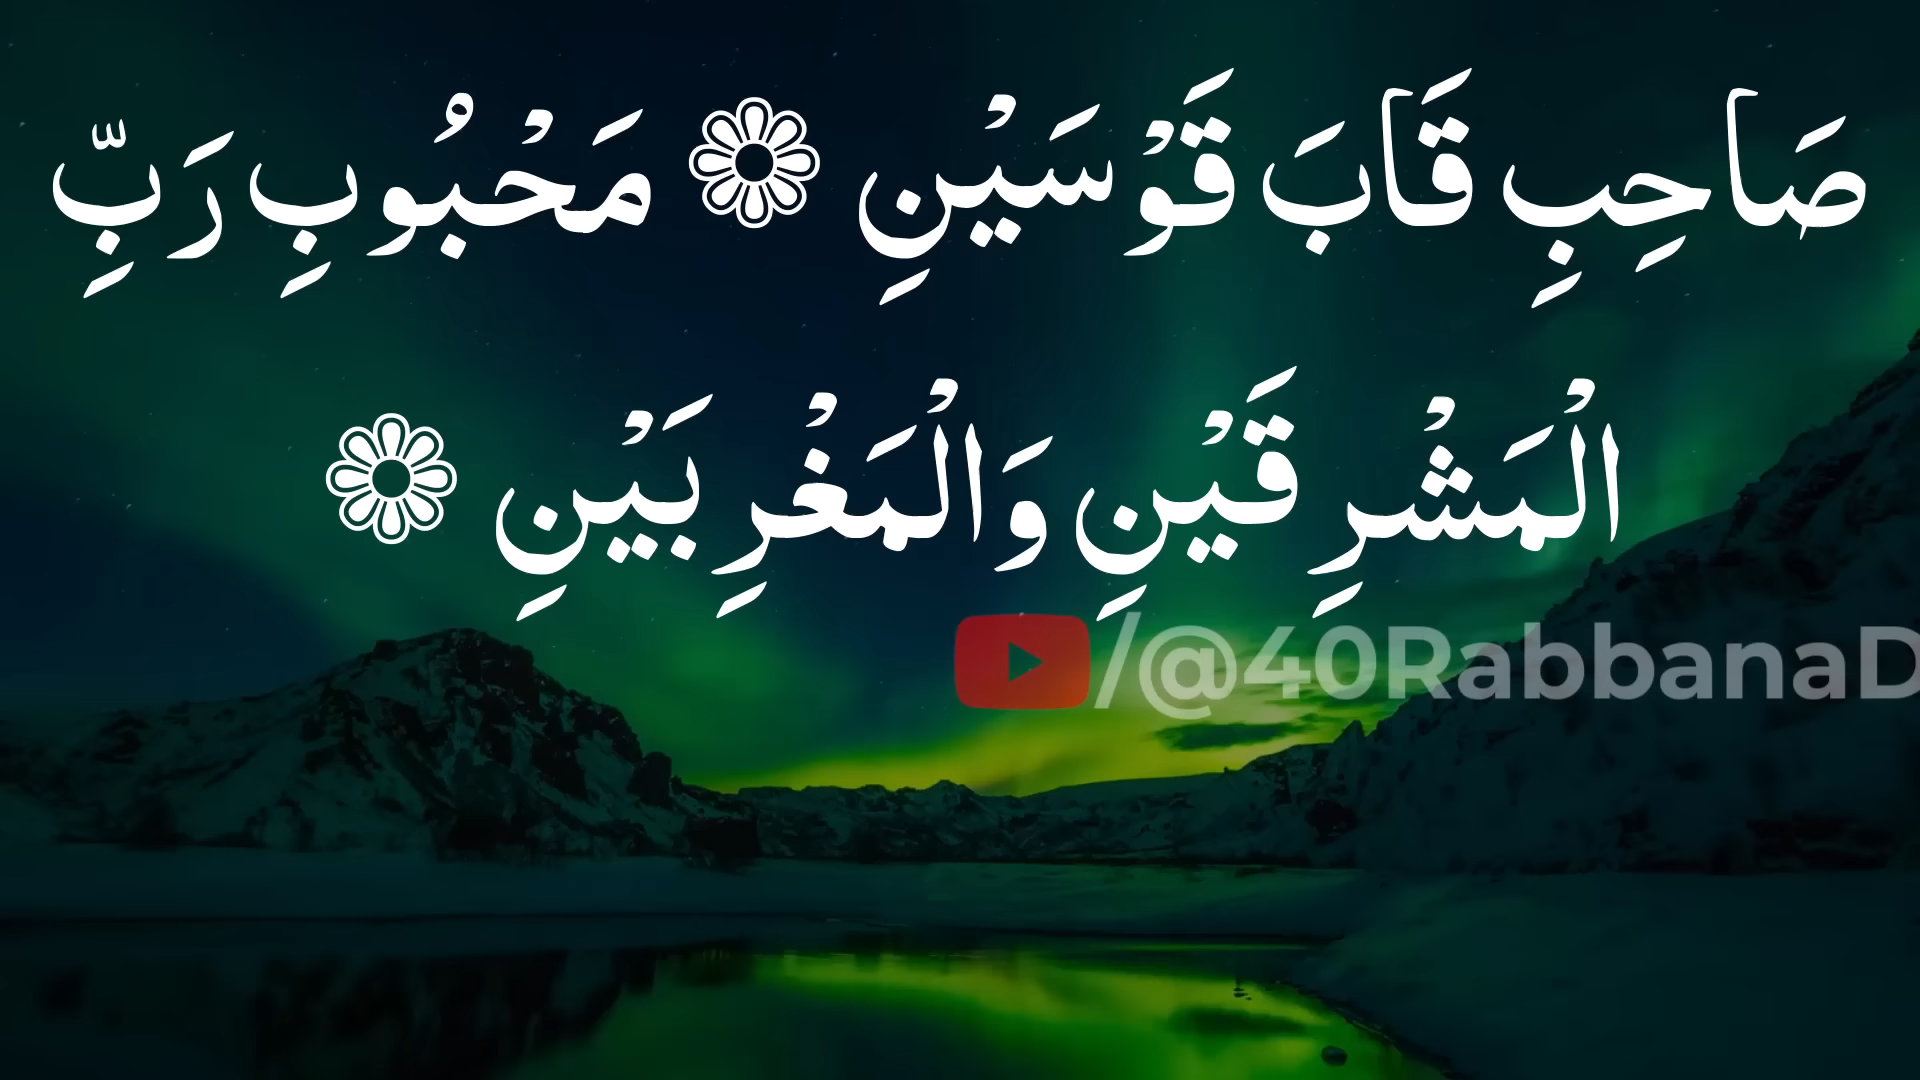 صَاحِبِ قَابَ قَوْسَيْنِ ❁ مَحْبُوبِ رَبِّ
الْمَشْرِقَيْنِ وَالْمَغْرِبَيْنِ ❁
/@40RabbanaD